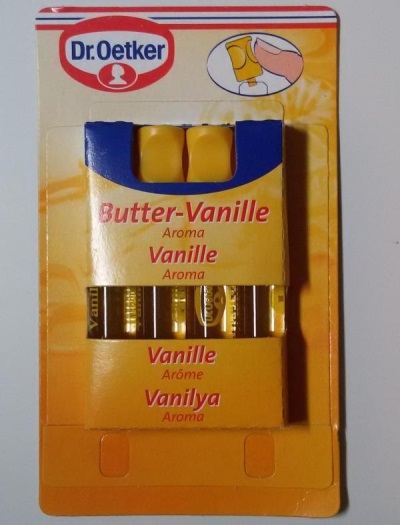 Dr.Oetker
Butter-Vanille
Aroma
Vanille
Aroma
Vanille
Arôme
Vanilya
Aroma